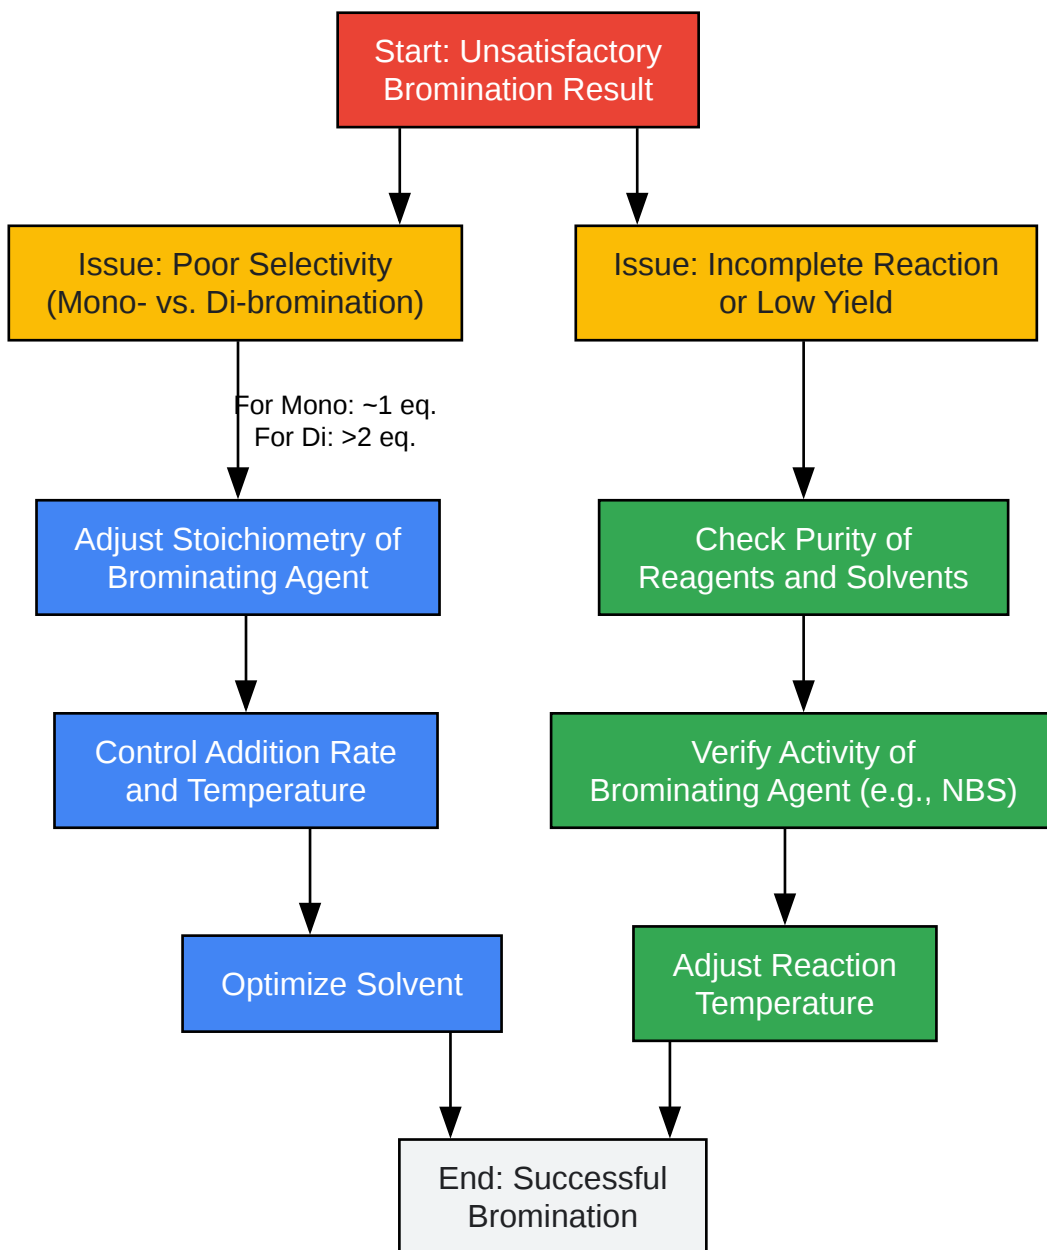 Start: Unsatisfactory
Bromination Result
Issue: Poor Selectivity
(Mono- vs. Di-bromination)
Issue: Incomplete Reaction
or Low Yield
For Mono: ~1 eq.
For Di: >2 eq.
Adjust Stoichiometry of
Brominating Agent
Check Purity of
Reagents and Solvents
Control Addition Rate
and Temperature
Verify Activity of
Brominating Agent (e.g., NBS)
Optimize Solvent
Adjust Reaction
Temperature
End: Successful
Bromination